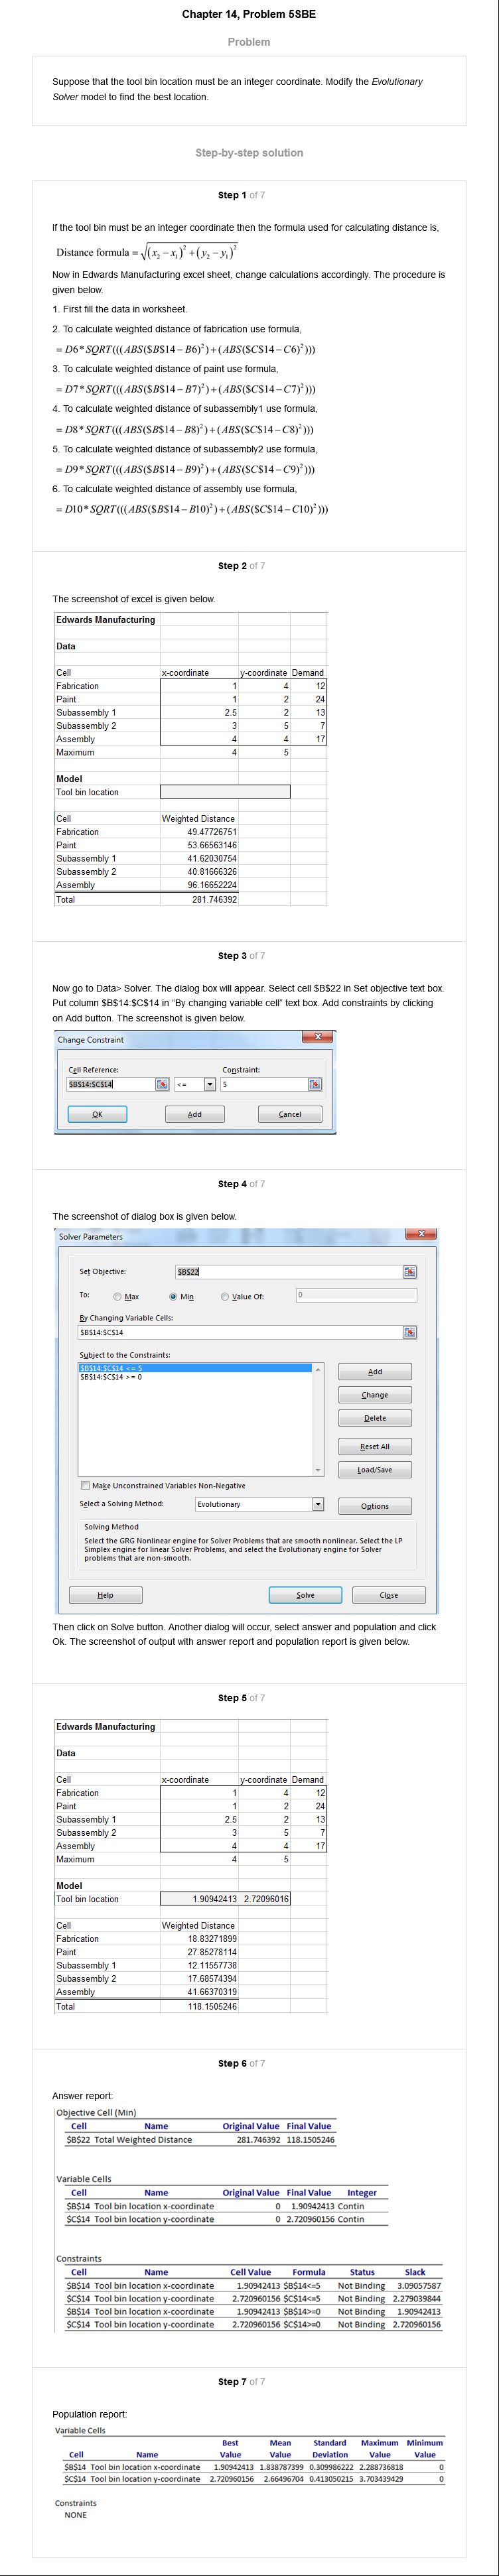 Chapter 14, Problem 5SBE
Problem
Suppose that the tool bin location must be an integer coordinate. Modify the Evolutionary
Solver model to find the best location.
Step-by-step solution
Step 1 of 7
If the tool bin must be an integer coordinate then the formula used for calculating distance is,
Distance formula = √(x₂ − x₁)² + (y₂ − y₁)²
Now in Edwards Manufacturing excel sheet, change calculations accordingly. The procedure is
given below.
1. First fill the data in worksheet.
2. To calculate weighted distance of fabrication use formula,
= D6* SQRT(((ABS($B$14 − B6)²)+(ABS($C$14 − C6)²)))
3. To calculate weighted distance of paint use formula,
= D7* SQRT(((ABS($B$14 − B7)²)+(ABS($C$14 − C7)²)))
4. To calculate weighted distance of subassembly1 use formula,
= D8* SQRT(((ABS($B$14 − B8)²)+(ABS($C$14 − C8)²)))
5. To calculate weighted distance of subassembly2 use formula,
= D9* SQRT(((ABS($B$14 − B9)²)+(ABS($C$14 − C9)²)))
6. To calculate weighted distance of assembly use formula,
= D10* SQRT(((ABS($B$14 − B10)²)+(ABS($C$14 − C10)²)))
Step 2 of 7
The screenshot of excel is given below.
Edwards Manufacturing
Data
Cell x-coordinate y-coordinate Demand
Fabrication 1 4 12
Paint 1 2 24
Subassembly 1 2.5 2 13
Subassembly 2 3 5 7
Assembly 4 4 17
Maximum 4 5
Model
Tool bin location
Cell Weighted Distance
Fabrication 49.47726751
Paint 53.66563146
Subassembly 1 41.62030754
Subassembly 2 40.81666326
Assembly 96.16652224
Total 281.746392
Step 3 of 7
Now go to Data> Solver. The dialog box will appear. Select cell $B$22 in Set objective text box.
Put column $B$14:$C$14 in “By changing variable cell” text box. Add constraints by clicking
on Add button. The screenshot is given below.
Change Constraint
Cell Reference: Constraint:
$B$14:$C$14 <= 5
OK Add Cancel
Step 4 of 7
The screenshot of dialog box is given below.
Solver Parameters
Set Objective: $B$22
To: Max Min Value Of: 0
By Changing Variable Cells:
$B$14:$C$14
Subject to the Constraints:
$B$14:$C$14 <= 5
$B$14:$C$14 >= 0
Add
Change
Delete
Reset All
Load/Save
Make Unconstrained Variables Non-Negative
Select a Solving Method: Evolutionary Options
Solving Method
Select the GRG Nonlinear engine for Solver Problems that are smooth nonlinear. Select the LP
Simplex engine for linear Solver Problems, and select the Evolutionary engine for Solver
problems that are non-smooth.
Help Solve Close
Then click on Solve button. Another dialog will occur, select answer and population and click
Ok. The screenshot of output with answer report and population report is given below.
Step 5 of 7
Edwards Manufacturing
Data
Cell x-coordinate y-coordinate Demand
Fabrication 1 4 12
Paint 1 2 24
Subassembly 1 2.5 2 13
Subassembly 2 3 5 7
Assembly 4 4 17
Maximum 4 5
Model
Tool bin location 1.90942413 2.72096016
Cell Weighted Distance
Fabrication 18.83271899
Paint 27.85278114
Subassembly 1 12.11557738
Subassembly 2 17.68574394
Assembly 41.66370319
Total 118.1505246
Step 6 of 7
Answer report:
Objective Cell (Min)
Cell Name Original Value Final Value
$B$22 Total Weighted Distance 281.746392 118.1505246
Variable Cells
Cell Name Original Value Final Value Integer
$B$14 Tool bin location x-coordinate 0 1.90942413 Contin
$C$14 Tool bin location y-coordinate 0 2.720960156 Contin
Constraints
Cell Name Cell Value Formula Status Slack
$B$14 Tool bin location x-coordinate 1.90942413 $B$14<=5 Not Binding 3.09057587
$C$14 Tool bin location y-coordinate 2.720960156 $C$14<=5 Not Binding 2.279039844
$B$14 Tool bin location x-coordinate 1.90942413 $B$14>=0 Not Binding 1.90942413
$C$14 Tool bin location y-coordinate 2.720960156 $C$14>=0 Not Binding 2.720960156
Step 7 of 7
Population report:
Variable Cells
Best Mean Standard Maximum Minimum
Cell Name Value Value Deviation Value Value
$B$14 Tool bin location x-coordinate 1.90942413 1.838787399 0.309986222 2.288736818 0
$C$14 Tool bin location y-coordinate 2.720960156 2.66496704 0.413050215 3.703439429 0
Constraints
NONE